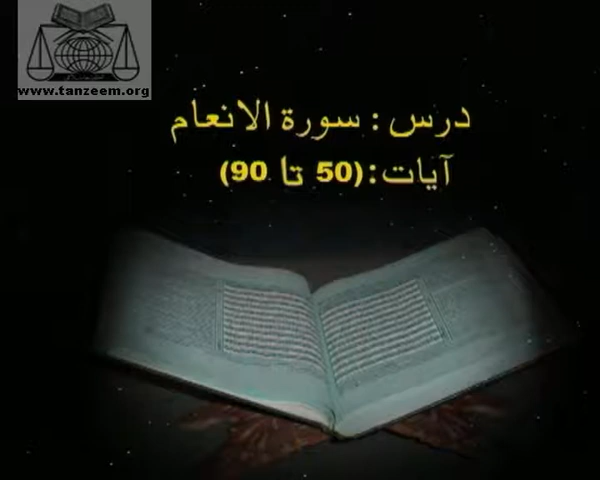 www.tanzeem.org
درس : سورة الانعام
آیات:(50 تا 90)